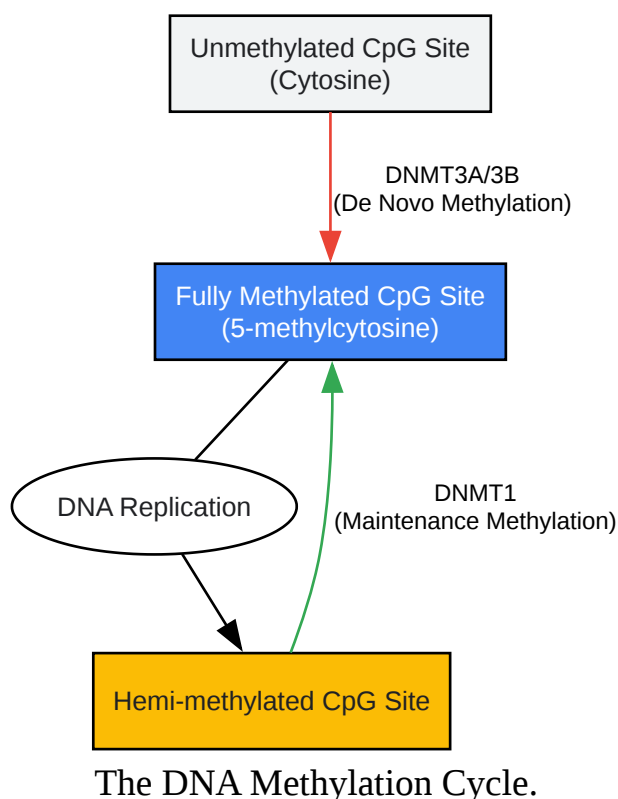 Unmethylated CpG Site
(Cytosine)
DNMT3A/3B
(De Novo Methylation)
Fully Methylated CpG Site
(5-methylcytosine)
DNA Replication
DNMT1
(Maintenance Methylation)
Hemi-methylated CpG Site
The DNA Methylation Cycle.